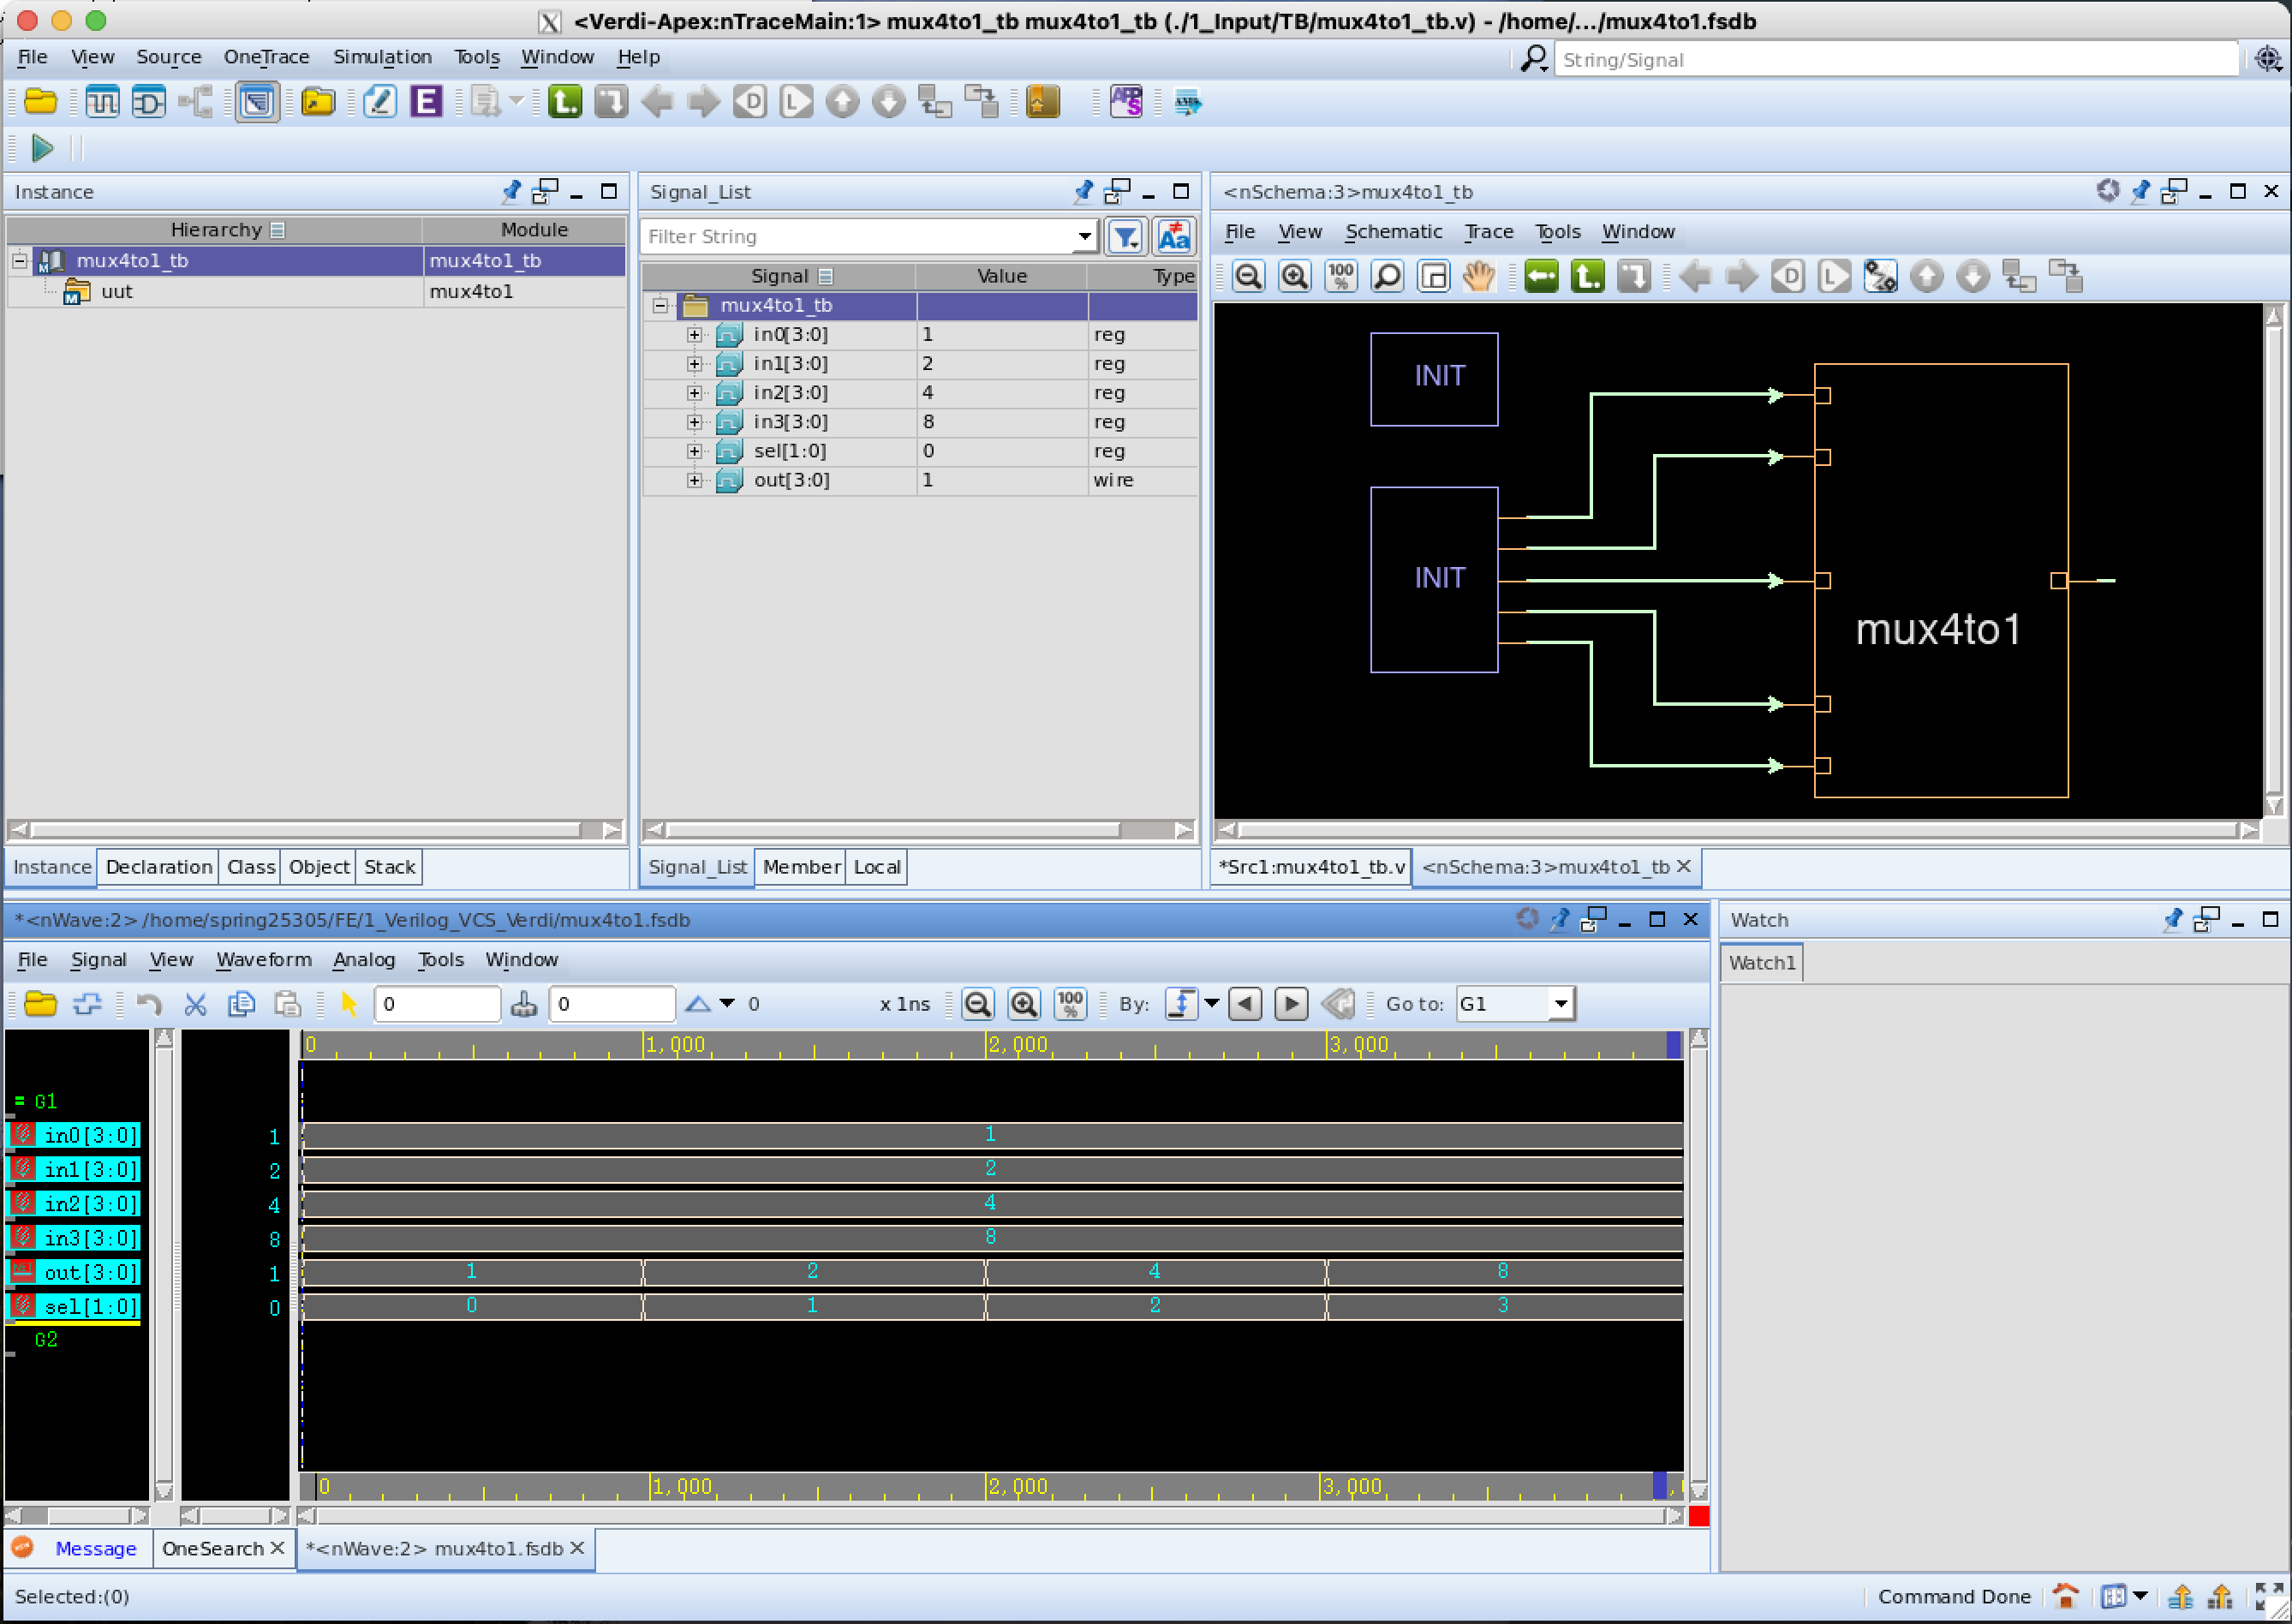 <Verdi-Apex:nTraceMain:1> mux4to1_tb mux4to1_tb (./1_Input/TB/mux4to1_tb.v) - /home/.../mux4to1.fsdb
File View Source OneTrace Simulation Tools Window Help
String/Signal
Instance
Hierarchy Module
mux4to1_tb mux4to1_tb
uut mux4to1
Instance Declaration Class Object Stack
Signal_List
Filter String
Signal Value Type
mux4to1_tb
in0[3:0] 1 reg
in1[3:0] 2 reg
in2[3:0] 4 reg
in3[3:0] 8 reg
sel[1:0] 0 reg
out[3:0] 1 wire
Signal_List Member Local
<nSchema:3>mux4to1_tb
File View Schematic Trace Tools Window
100 %
INIT
INIT
mux4to1
*Src1:mux4to1_tb.v <nSchema:3>mux4to1_tb
*<nWave:2> /home/spring25305/FE/1_Verilog_VCS_Verdi/mux4to1.fsdb
File Signal View Waveform Analog Tools Window
0 0 0 x 1ns 100 % By: Go to: G1
0 1,000 2,000 3,000
= G1
in0[3:0] 1 1
in1[3:0] 2 2
in2[3:0] 4 4
in3[3:0] 8 8
out[3:0] 1 1 2 4 8
sel[1:0] 0 0 1 2 3
G2
0 1,000 2,000 3,000
Message OneSearch *<nWave:2> mux4to1.fsdb
Watch
Watch1
Selected:(0)
Command Done